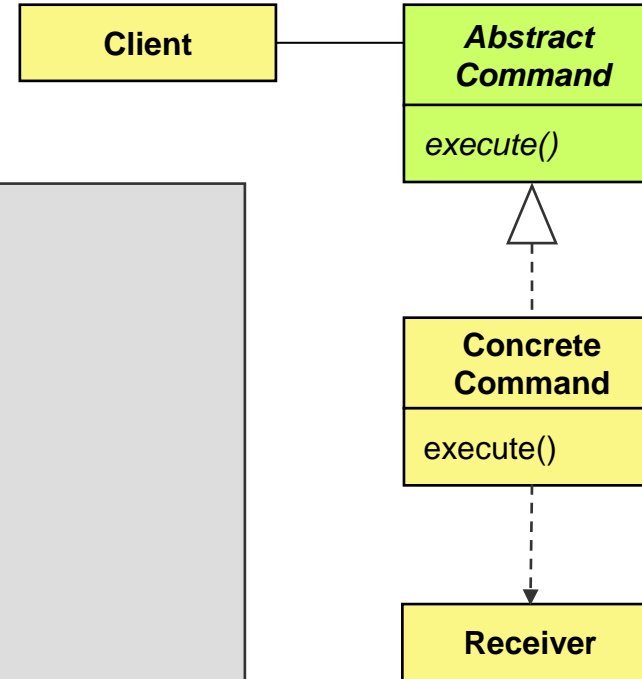 Client
Abstract
Command
execute()
Concrete
Command
execute()
Receiver